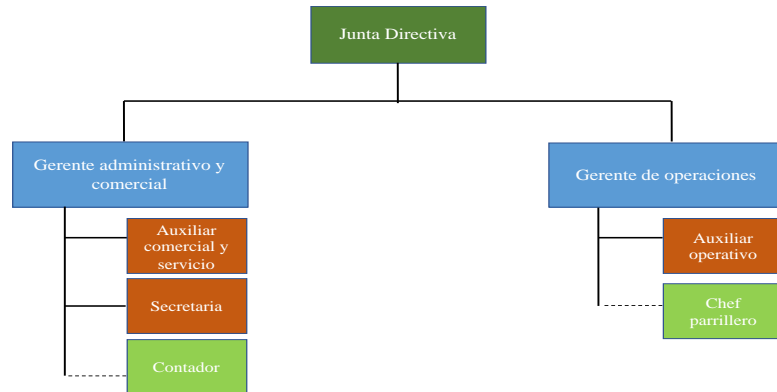 Junta Directiva
Gerente administrativo y
comercial
Gerente de operaciones
Auxiliar
comercial y
servicio
Auxiliar
operativo
Secretaria
Chef
parrillero
Contador